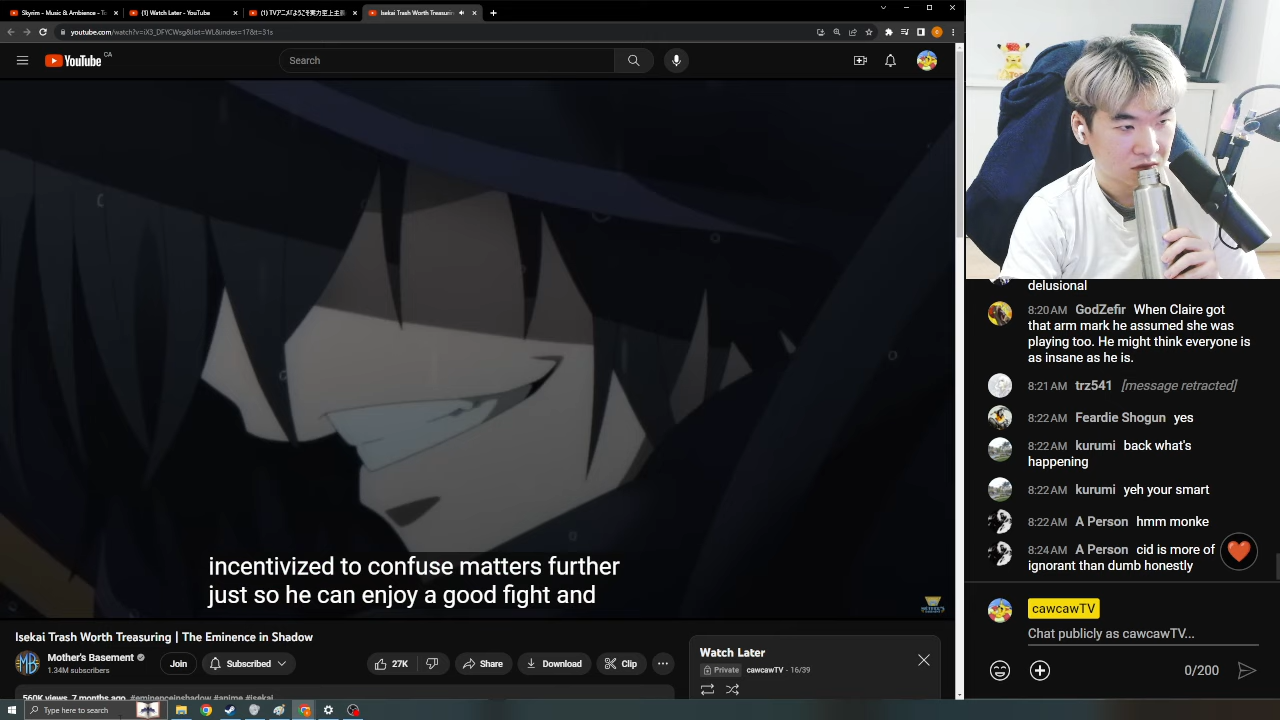 Skyrim - Music & Ambience - Ta
(1) Watch Later - YouTube
(1) TVアニメ『ようこそ実力至上主義
Isekai Trash Worth Treasuring
youtube.com/watch?v=iX3_DFYCWsg&list=WL&index=17&t=31s
YouTube CA
Search
incentivized to confuse matters further
just so he can enjoy a good fight and
Isekai Trash Worth Treasuring | The Eminence in Shadow
Mother's Basement
1.34M subscribers
Join
Subscribed
27K
Share
Download
Clip
560K views 7 months ago #eminenceinshadow #anime #isekai
Watch Later
Private cawcawTV - 16/39
delusional
8:20 AM GodZefir When Claire got
that arm mark he assumed she was
playing too. He might think everyone is
as insane as he is.
8:21 AM trz541 [message retracted]
8:22 AM Feardie Shogun yes
8:22 AM kurumi back what's
happening
8:22 AM kurumi yeh your smart
8:22 AM A Person hmm monke
8:24 AM A Person cid is more of
ignorant than dumb honestly
cawcawTV
Chat publicly as cawcawTV...
0/200
Type here to search